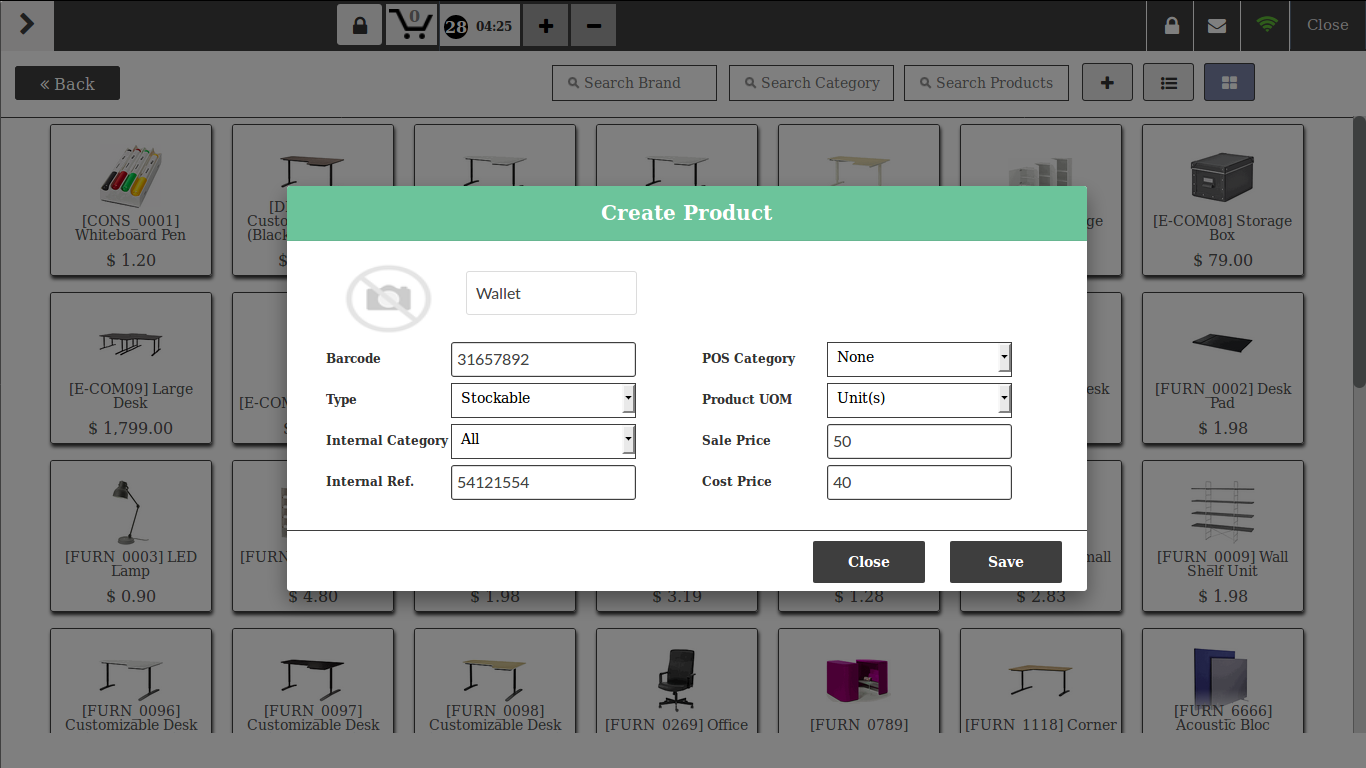 0
28 04:25
Close
« Back
Search Brand
Search Category
Search Products
[CONS_0001]
Whiteboard Pen
$ 1.20
Custo
(Black
$
ge
[E-COM08] Storage
Box
$ 79.00
Create Product
Wallet
Barcode
31657892
POS Category
None
Type
Stockable
Product UOM
Unit(s)
Internal Category
All
Sale Price
50
Internal Ref.
54121554
Cost Price
40
Close
Save
[E-COM09] Large
Desk
$ 1,799.00
[E-COM
esk
[FURN_0002] Desk
Pad
$ 1.98
[FURN_0003] LED
Lamp
$ 0.90
[FURN
$ 4.80
$ 1.98
$ 3.19
$ 1.28
mall
$ 2.83
[FURN_0009] Wall
Shelf Unit
$ 1.98
[FURN_0096]
Customizable Desk
[FURN_0097]
Customizable Desk
[FURN_0098]
Customizable Desk
[FURN_0269] Office
[FURN_0789]
[FURN_1118] Corner
[FURN_6666]
Acoustic Bloc